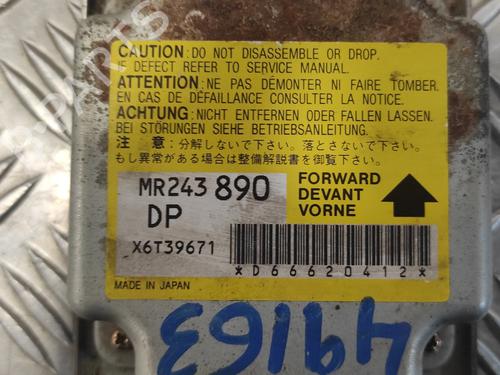 CAUTION: DO NOT DISASSEMBLE OR DROP.
IF DEFECT REFER TO SERVICE MANUAL.
ATTENTION: NE PAS DÉMONTER NI FAIRE TOMBER.
EN CAS DE DÉFAILLANCE CONSULTER LA NOTICE.
ACHTUNG: NICHT ENTFERNEN ODER FALLEN LASSEN.
BEI STÖRUNGEN SIEHE BETRIEBSANLEITUNG.
注 意: 分解しないで下さい。落とさないで下さい。
もし異常がある場合は整備解説書を御覧下さい。
MR243 890
DP
X6T39671
FORWARD
DEVANT
VORNE
*D66620412*
MADE IN JAPAN
49163